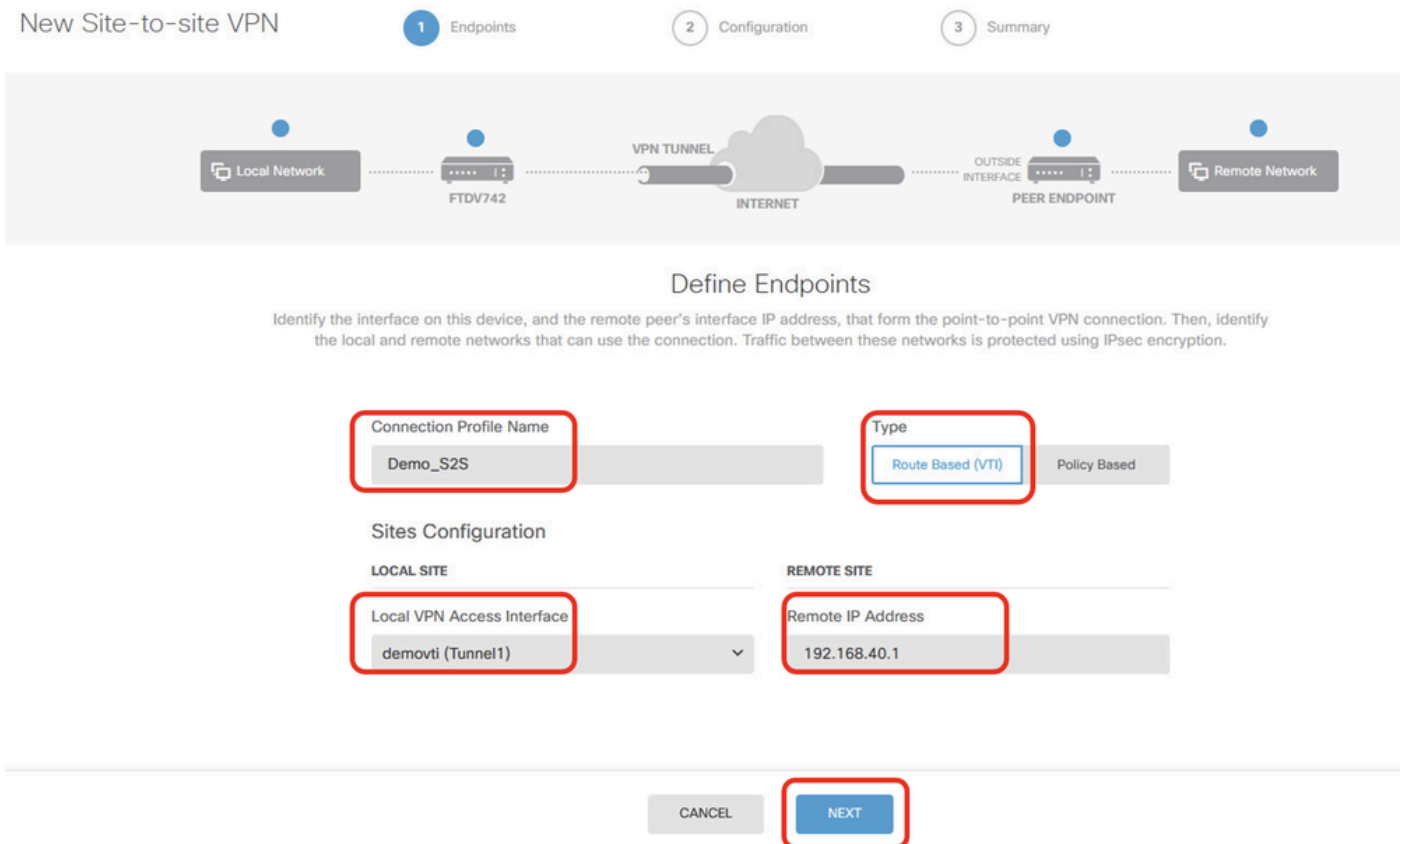 New Site-to-site VPN
1 Endpoints
2 Configuration
3 Summary
Local Network
FTDV742
VPN TUNNEL
INTERNET
OUTSIDE
INTERFACE
PEER ENDPOINT
Remote Network
Define Endpoints
Identify the interface on this device, and the remote peer's interface IP address, that form the point-to-point VPN connection. Then, identify
the local and remote networks that can use the connection. Traffic between these networks is protected using IPsec encryption.
Connection Profile Name
Demo_S2S
Type
Route Based (VTI)
Policy Based
Sites Configuration
LOCAL SITE
Local VPN Access Interface
demovti (Tunnel1)
REMOTE SITE
Remote IP Address
192.168.40.1
CANCEL
NEXT